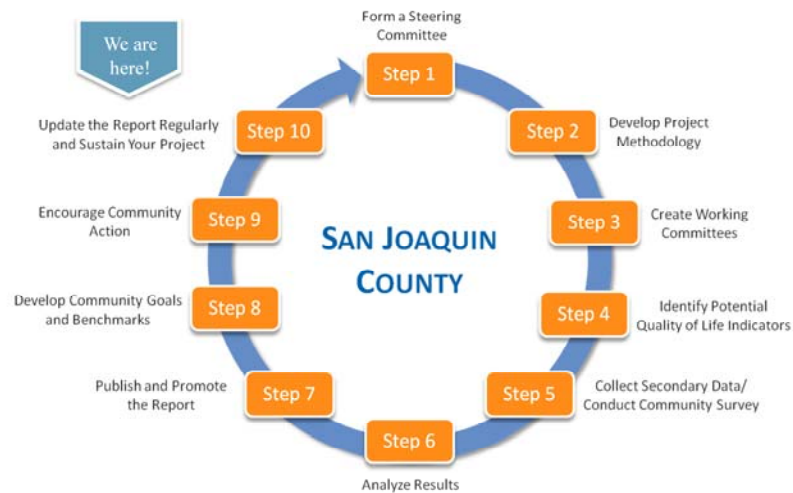 We are
here!
Form a Steering
Committee
Step 1
Step 2
Develop Project
Methodology
Step 3
Create Working
Committees
Step 4
Identify Potential
Quality of Life Indicators
Step 5
Collect Secondary Data/
Conduct Community Survey
Step 6
Analyze Results
Step 7
Publish and Promote
the Report
Step 8
Develop Community Goals
and Benchmarks
Step 9
Encourage Community
Action
Step 10
Update the Report Regularly
and Sustain Your Project
SAN JOAQUIN
COUNTY